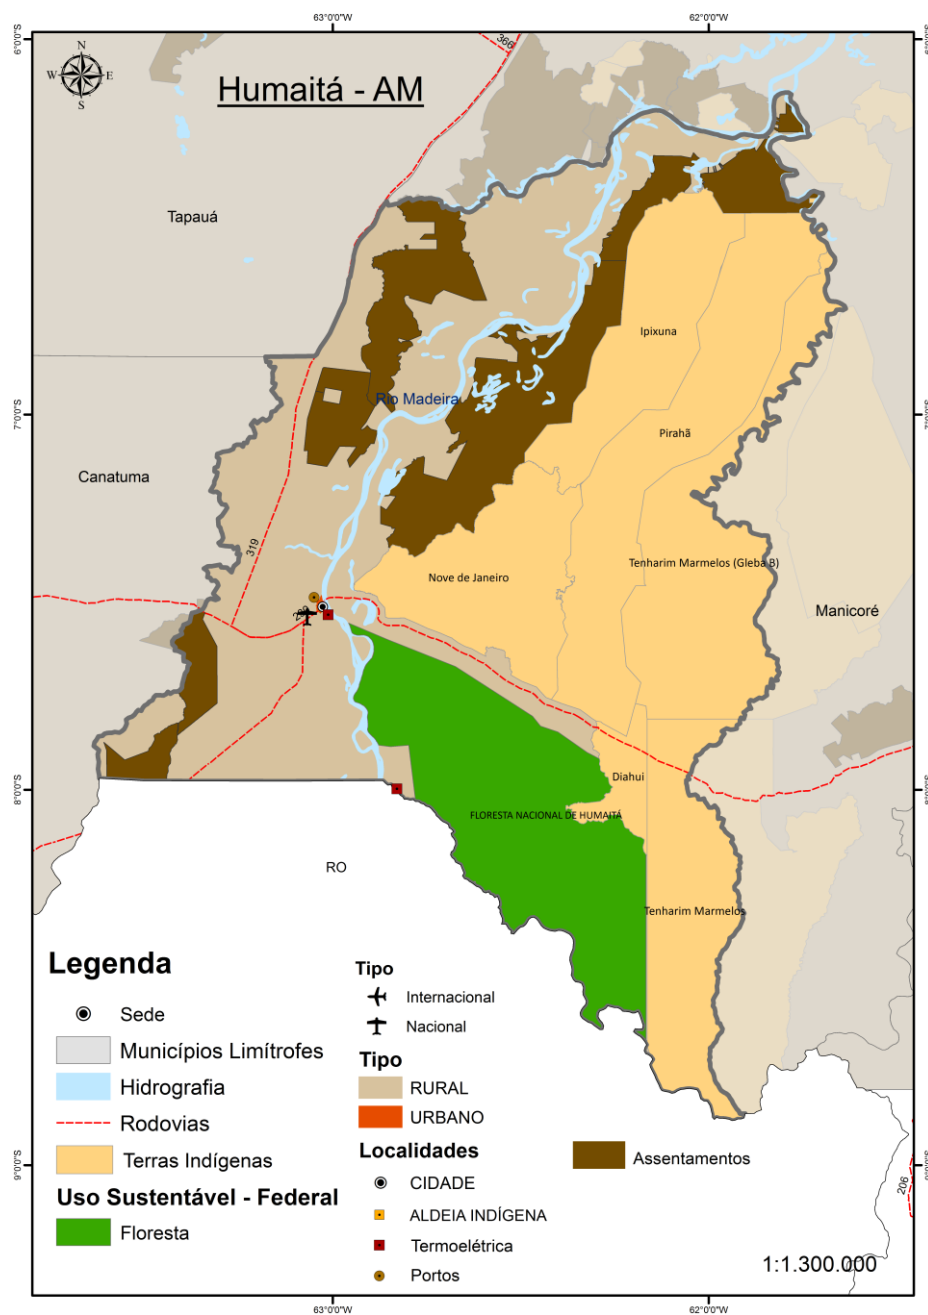 63°0'0"W
62°0'0"W
6°0'0"S
N
W
E
S
Humaitá - AM
366
Tapauá
Ipixuna
7°0'0"S
7°0'0"S
Rio Madeira
Pirahã
Canatuma
319
Nove de Janeiro
Tenharim Marmelos (Gleba B)
Manicoré
Diahui
8°0'0"S
FLORESTA NACIONAL DE HUMAITÁ
RO
Tenharim Marmelos
Legenda
Sede
Municípios Limítrofes
Hidrografia
Rodovias
Terras Indígenas
Uso Sustentável - Federal
Floresta
Tipo
Internacional
Nacional
Tipo
RURAL
URBANO
Localidades
CIDADE
ALDEIA INDÍGENA
Termoelétrica
Portos
Assentamentos
9°0'0"S
206
1:1.300.000
63°0'0"W
62°0'0"W